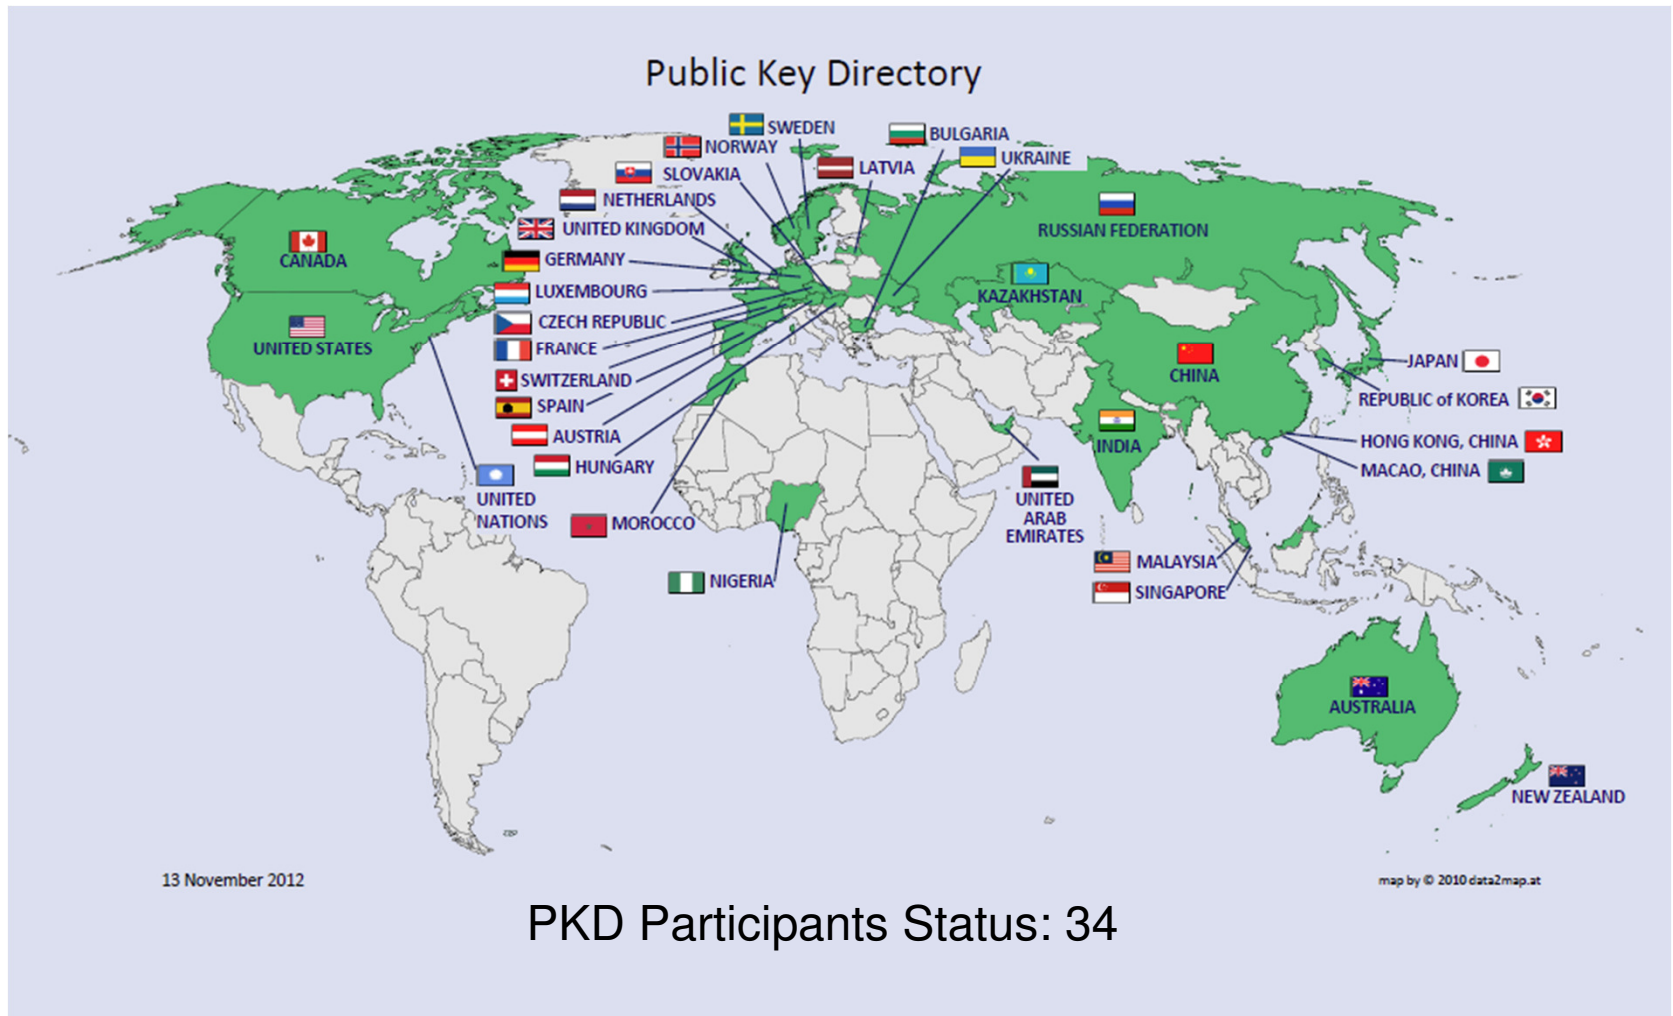 Public Key Directory
SWEDEN
BULGARIA
NORWAY
UKRAINE
LATVIA
SLOVAKIA
NETHERLANDS
UNITED KINGDOM
RUSSIAN FEDERATION
CANADA
GERMANY
LUXEMBOURG
KAZAKHSTAN
CZECH REPUBLIC
UNITED STATES
FRANCE
JAPAN
CHINA
SWITZERLAND
REPUBLIC of KOREA
SPAIN
AUSTRIA
HONG KONG, CHINA
INDIA
HUNGARY
MACAO, CHINA
UNITED
NATIONS
MOROCCO
UNITED
ARAB
EMIRATES
MALAYSIA
NIGERIA
SINGAPORE
AUSTRALIA
NEW ZEALAND
13 November 2012
map by © 2010 data2map.at
PKD Participants Status: 34